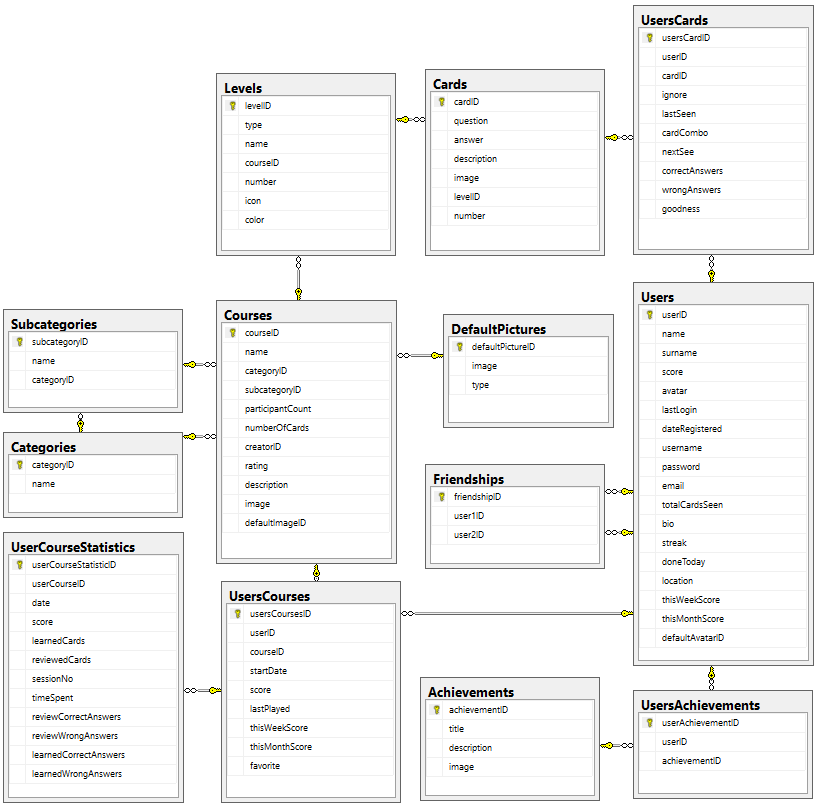 UsersCards
usersCardID
userID
cardID
ignore
lastSeen
cardCombo
nextSee
correctAnswers
wrongAnswers
goodness
Levels
levelID
type
name
courseID
number
icon
color
Cards
cardID
question
answer
description
image
levelID
number
Users
userID
name
surname
score
avatar
lastLogin
dateRegistered
username
password
email
totalCardsSeen
bio
streak
doneToday
location
thisWeekScore
thisMonthScore
defaultAvatarID
Subcategories
subcategoryID
name
categoryID
Courses
courseID
name
categoryID
subcategoryID
participantCount
numberOfCards
creatorID
rating
description
image
defaultImageID
DefaultPictures
defaultPictureID
image
type
Categories
categoryID
name
Friendships
friendshipID
user1ID
user2ID
UserCourseStatistics
userCourseStatisticID
userCourseID
date
score
learnedCards
reviewedCards
sessionNo
timeSpent
reviewCorrectAnswers
reviewWrongAnswers
learnedCorrectAnswers
learnedWrongAnswers
UsersCourses
usersCoursesID
userID
courseID
startDate
score
lastPlayed
thisWeekScore
thisMonthScore
favorite
Achievements
achievementID
title
description
image
UsersAchievements
userAchievementID
userID
achievementID